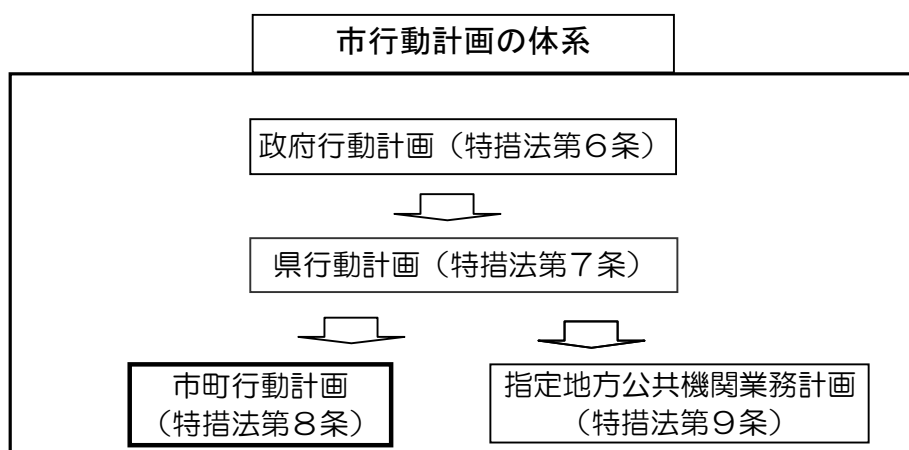 市行動計画の体系
政府行動計画（特措法第６条）
県行動計画（特措法第７条）
市町行動計画
（特措法第８条）
指定地方公共機関業務計画
（特措法第９条）